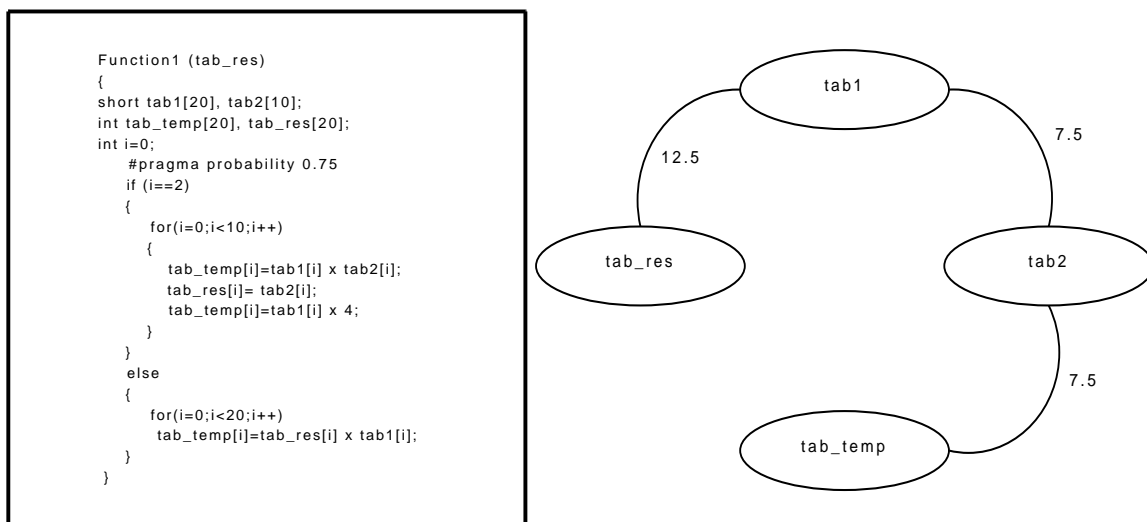 Function1 (tab_res)
{
short tab1[20], tab2[10];
int tab_temp[20], tab_res[20];
int i=0;
#pragma probability 0.75
if (i==2)
{
for(i=0;i<10;i++)
{
tab_temp[i]=tab1[i] x tab2[i];
tab_res[i]= tab2[i];
tab_temp[i]=tab1[i] x 4;
}
}
else
{
for(i=0;i<20;i++)
tab_temp[i]=tab_res[i] x tab1[i];
}
}
tab1
12.5
7.5
tab_res
tab2
7.5
tab_temp